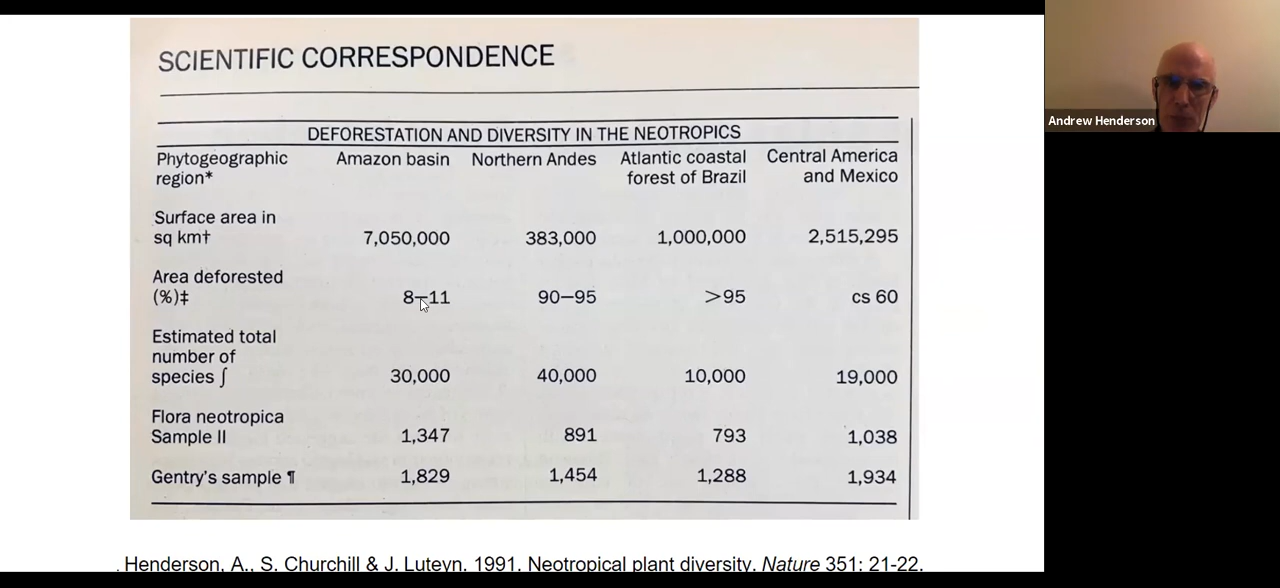 SCIENTIFIC CORRESPONDENCE
DEFORESTATION AND DIVERSITY IN THE NEOTROPICS
Phytogeographic region* Amazon basin Northern Andes Atlantic coastal forest of Brazil Central America and Mexico
Surface area in sq km† 7,050,000 383,000 1,000,000 2,515,295
Area deforested (%)‡ 8–11 90–95 >95 cs 60
Estimated total number of species ∫ 30,000 40,000 10,000 19,000
Flora neotropica Sample II 1,347 891 793 1,038
Gentry's sample ¶ 1,829 1,454 1,288 1,934
. Henderson, A., S. Churchill & J. Luteyn. 1991. Neotropical plant diversity. Nature 351: 21-22.
Andrew Henderson